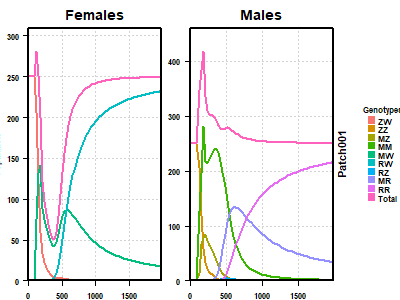 Females
Males
300
250
200
150
100
50
0
0
500
1000
1500
400
300
200
100
0
0
500
1000
1500
Patch001
Genotypes
ZW
ZZ
MZ
MM
MW
RW
RZ
MR
RR
Total